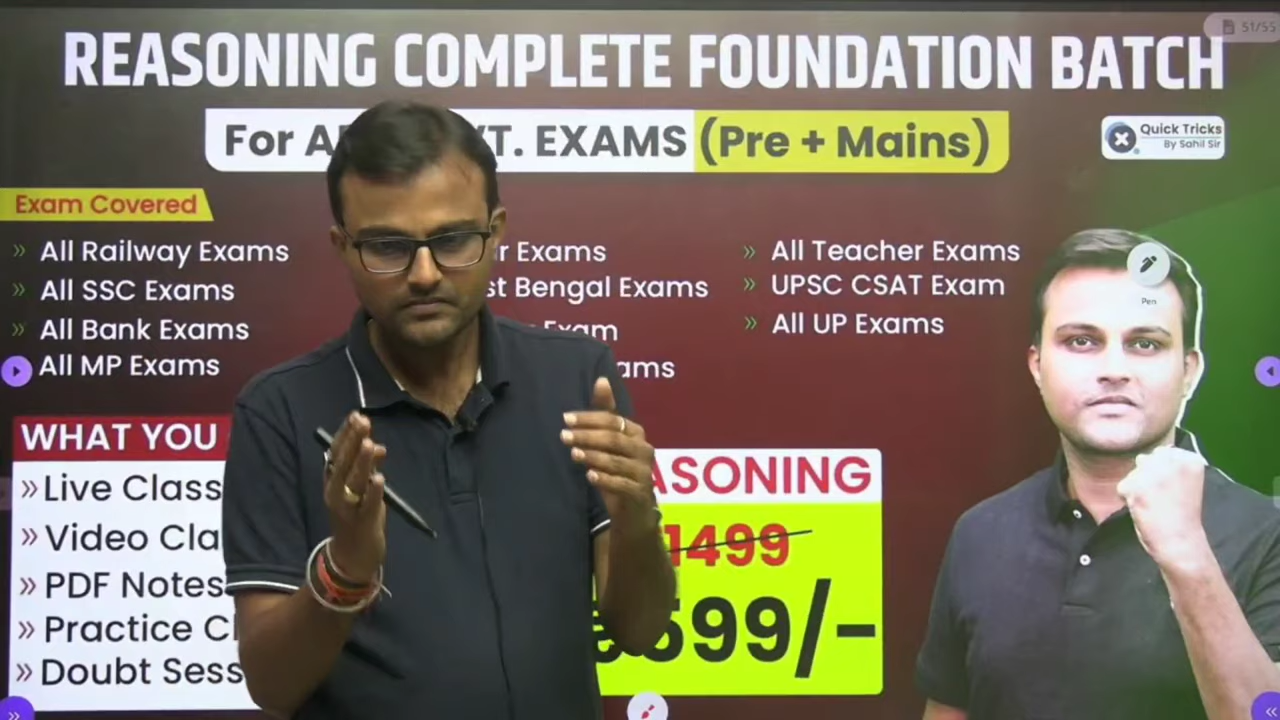 51/55
REASONING COMPLETE FOUNDATION BATCH
For A T. EXAMS (Pre + Mains)
Quick Tricks
By Sahil Sir
Exam Covered
» All Railway Exams
» All SSC Exams
» All Bank Exams
All MP Exams
r Exams
st Bengal Exams
Exam
ams
» All Teacher Exams
» UPSC CSAT Exam
» All UP Exams
Pen
WHAT YOU
» Live Class
» Video Cla
» PDF Notes
» Practice Cl
» Doubt Sess
ASONING
1499
599/-